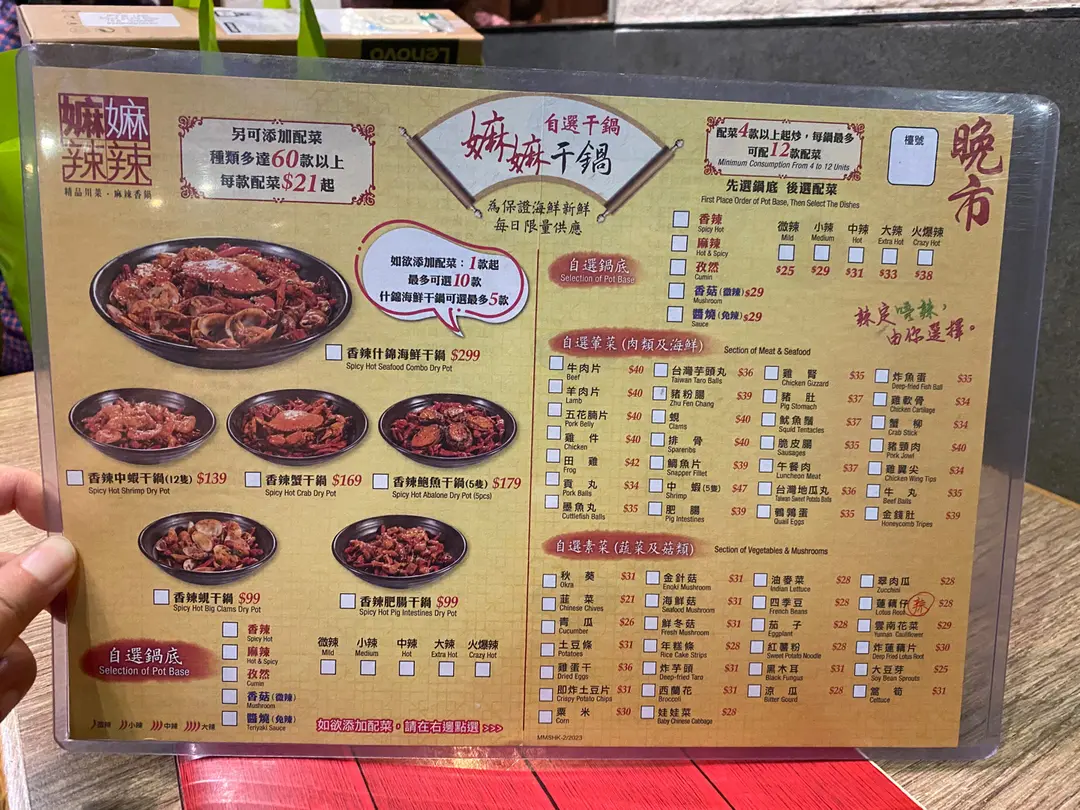 Lenovo
嫲嫲
辣辣
精品川菜 · 麻辣香鍋
另可添加配菜
種類多達60款以上
每款配菜$21起
嫲嫲自選干鍋
干鍋
為保證海鮮新鮮
每日限量供應
配菜4款以上起炒，每鍋最多
可配12款配菜
Minimum Consumption From 4 to 12 Units
先選鍋底 後選配菜
First Place Order of Pot Base, Then Select The Dishes
檯號
晚市
如欲添加配菜：1款起
最多可選10款
什錦海鮮干鍋可選最多5款
香辣什錦海鮮干鍋 $299
Spicy Hot Seafood Combo Dry Pot
香辣中蝦干鍋(12隻) $139
Spicy Hot Shrimp Dry Pot
香辣蟹干鍋 $169
Spicy Hot Crab Dry Pot
香辣鮑魚干鍋(5隻) $179
Spicy Hot Abalone Dry Pot (5pcs)
香辣蜆干鍋 $99
Spicy Hot Big Clams Dry Pot
香辣肥腸干鍋 $99
Spicy Hot Pig Intestines Dry Pot
自選鍋底
Selection of Pot Base
香辣
Spicy Hot
麻辣
Hot & Spicy
孜然
Cumin
香菇(微辣)
Mushroom
醬燒(免辣)
Teriyaki Sauce
微辣 小辣 中辣 大辣 火爆辣
Mild Medium Hot Extra Hot Crazy Hot
微辣 小辣 中辣 大辣
如欲添加配菜，請在右邊點選 >>>
自選鍋底
Selection of Pot Base
香辣
Spicy Hot
麻辣
Hot & Spicy
孜然
Cumin
香菇(微辣) $29
Mushroom
醬燒(免辣) $29
Sauce
微辣 小辣 中辣 大辣 火爆辣
Mild Medium Hot Extra Hot Crazy Hot
$25 $29 $31 $33 $38
辣定唔辣，
由你選擇。
自選葷菜(肉類及海鮮) Section of Meat & Seafood
牛肉片 $40
Beef
羊肉片 $40
Lamb
五花腩片 $40
Pork Belly
雞件 $40
Chicken
田雞 $42
Frog
貢丸 $34
Pork Balls
墨魚丸 $35
Cuttlefish Balls
台灣芋頭丸 $36
Taiwan Taro Balls
豬粉腸 $39
Zhu Fen Chang
蜆 $40
Clams
排骨 $40
Spareribs
鯛魚片 $39
Snapper Fillet
中蝦(5隻) $47
Shrimp
肥腸 $39
Pig Intestines
雞腎 $35
Chicken Gizzard
豬肚 $37
Pig Stomach
魷魚鬚 $37
Squid Tentacles
脆皮腸 $35
Sausages
午餐肉 $37
Luncheon Meat
台灣地瓜丸 $36
Taiwan Sweet Potato Balls
鵪鶉蛋 $35
Quail Eggs
炸魚蛋 $35
Deep-fried Fish Ball
雞軟骨 $34
Chicken Cartilage
蟹柳 $34
Crab Stick
豬頸肉 $40
Pork Jowl
雞翼尖 $34
Chicken Wing Tips
牛丸 $35
Beef Balls
金錢肚 $39
Honeycomb Tripes
自選素菜(蔬菜及菇類) Section of Vegetables & Mushrooms
秋葵 $31
Okra
韮菜 $21
Chinese Chives
青瓜 $26
Cucumber
土豆條 $31
Potatoes
雞蛋干 $36
Dried Eggs
即炸土豆片 $31
Crispy Potato Chips
粟米 $30
Corn
金針菇 $31
Enoki Mushroom
海鮮菇 $31
Seafood Mushroom
鮮冬菇 $31
Fresh Mushroom
年糕條 $31
Rice Cake Strips
炸芋頭 $31
Deep-fried Taro
西蘭花 $31
Broccoli
娃娃菜 $28
Baby Chinese Cabbage
油麥菜 $28
Indian Lettuce
四季豆 $28
French Beans
茄子 $28
Eggplant
紅薯粉 $28
Sweet Potato Noodle
黑木耳 $31
Black Fungus
涼瓜 $28
Bitter Gourd
翠肉瓜 $28
Zucchini
蓮藕仔 $28
Lotus Root
雲南花菜 $29
Yunnan Cauliflower
炸蓮藕片 $30
Deep Fried Lotus Root
大豆芽 $25
Soy Bean Sprouts
萵筍 $31
MMSHK-2/2023